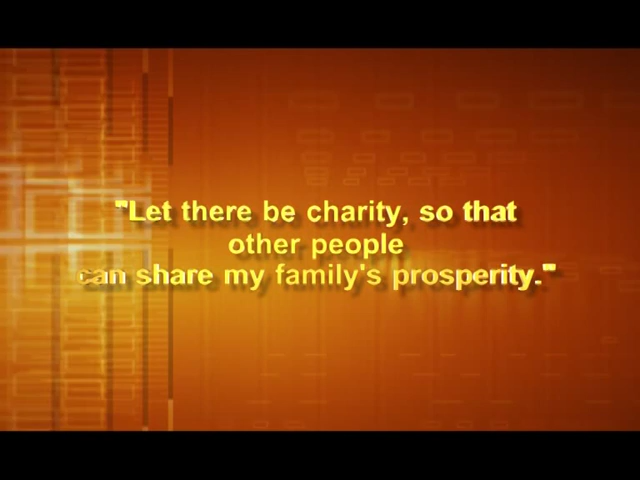 "Let there be charity, so that
other people
can share my family's prosperity."